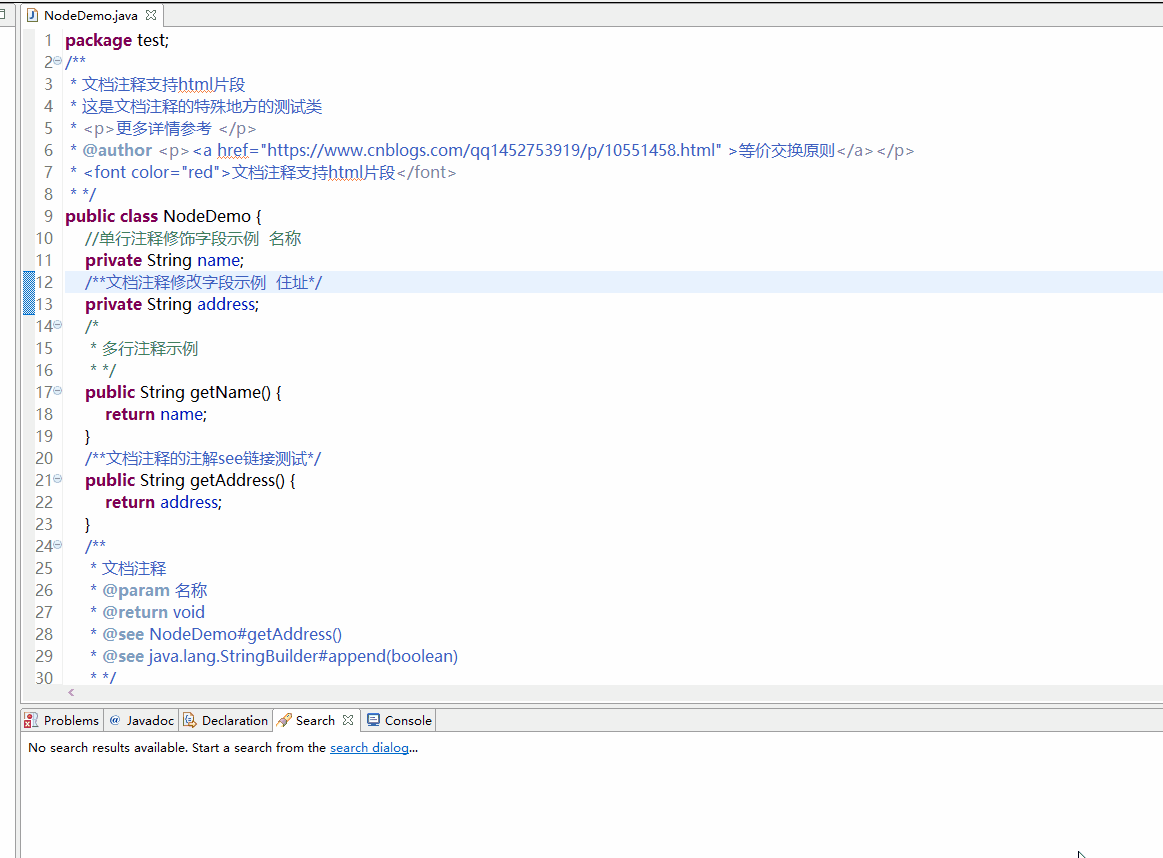 NodeDemo.java
1 package test;
2 /**
3  * 文档注释支持html片段
4  * 这是文档注释的特殊地方的测试类
5  * <p>更多详情参考 </p>
6  * @author <p><a href="https://www.cnblogs.com/qq1452753919/p/10551458.html" >等价交换原则</a></p>
7  * <font color="red">文档注释支持html片段</font>
8  * */
9 public class NodeDemo {
10     //单行注释修饰字段示例  名称
11     private String name;
12     /**文档注释修改字段示例  住址*/
13     private String address;
14     /*
15      * 多行注释示例
16      * */
17     public String getName() {
18         return name;
19     }
20     /**文档注释的注解see链接测试*/
21     public String getAddress() {
22         return address;
23     }
24     /**
25      * 文档注释
26      * @param 名称
27      * @return void
28      * @see NodeDemo#getAddress()
29      * @see java.lang.StringBuilder#append(boolean)
30      * */
Problems @ Javadoc Declaration Search Console
No search results available. Start a search from the search dialog...